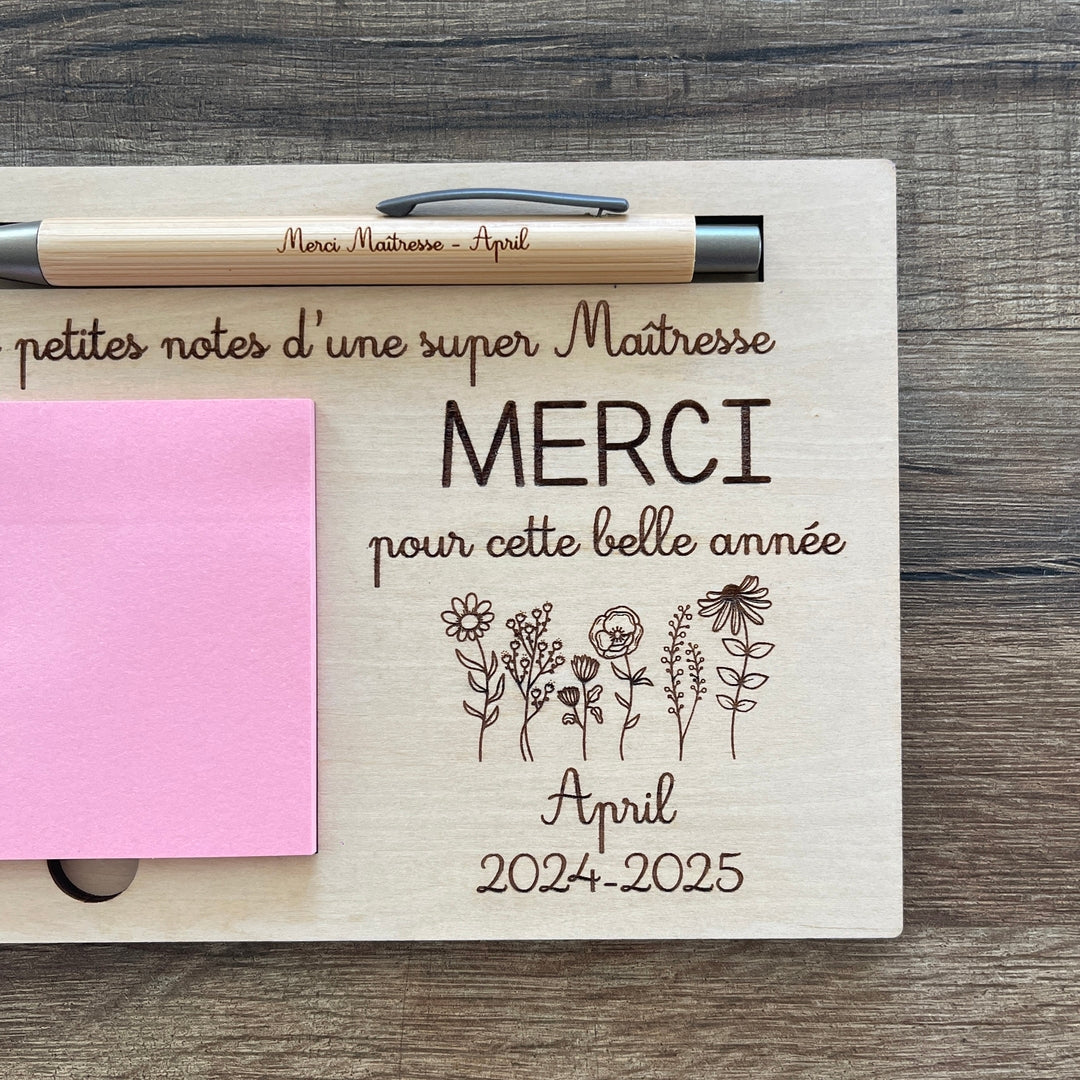 Merci Maîtresse - April
petites notes d'une super Maîtresse
MERCI
pour cette belle année
April
2024-2025